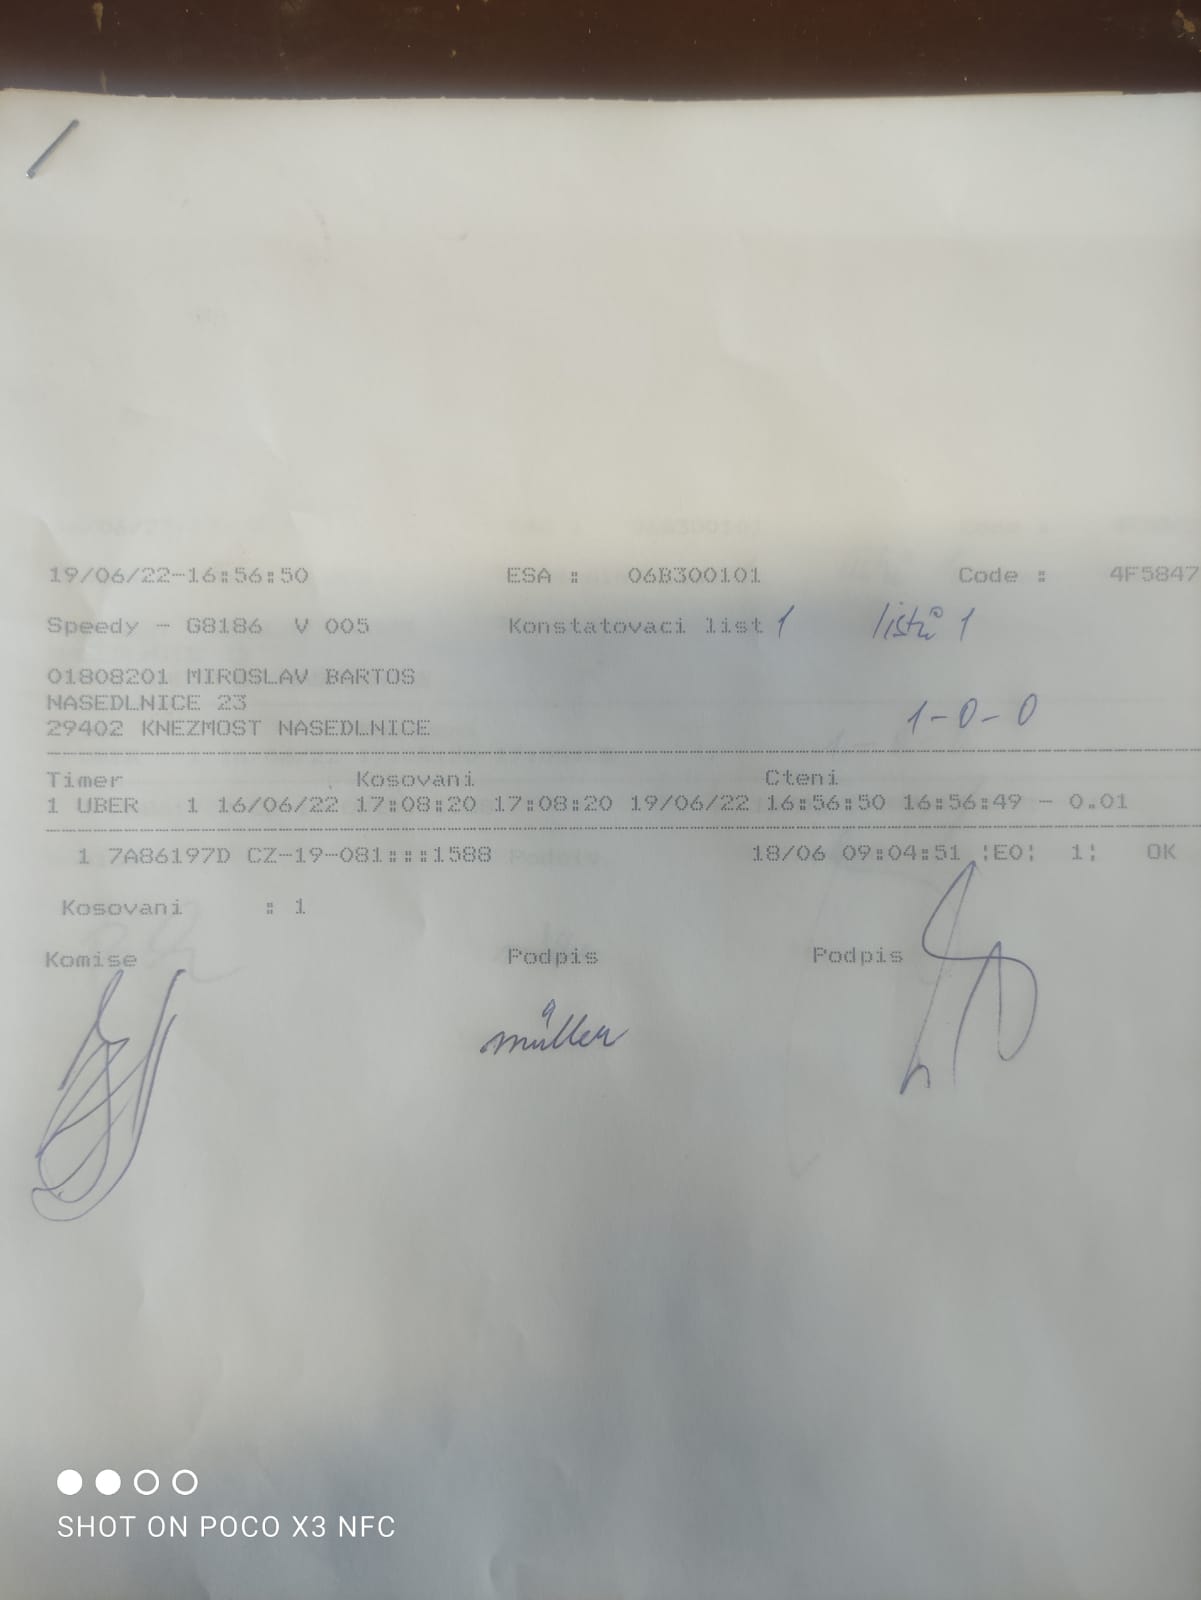 19/06/22-16:56:50 ESA : 06B300101 Code : 4F5847
Speedy - G8186 V 005 Konstatovaci list 1 listů 1
01808201 MIROSLAV BARTOS
NASEDLNICE 23
29402 KNEZMOST NASEDLNICE
1-0-0
Timer Kosovani Cteni
1 UBER 1 16/06/22 17:08:20 17:08:20 19/06/22 16:56:50 16:56:49 - 0.01
1 7A86197D CZ-19-081:::1588 18/06 09:04:51 ¦E0¦ 1¦ OK
Kosovani : 1
Komise Podpis Podpis
müller
SHOT ON POCO X3 NFC